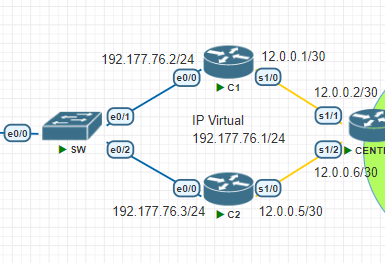 192.177.76.2/24
12.0.0.1/30
e0/0
s1/0
C1
12.0.0.2/30
e0/1
IP Virtual
s1/1
e0/0
192.177.76.1/24
SW
e0/2
s1/2
CENT
12.0.0.6/30
e0/0
s1/0
192.177.76.3/24
C2
12.0.0.5/30